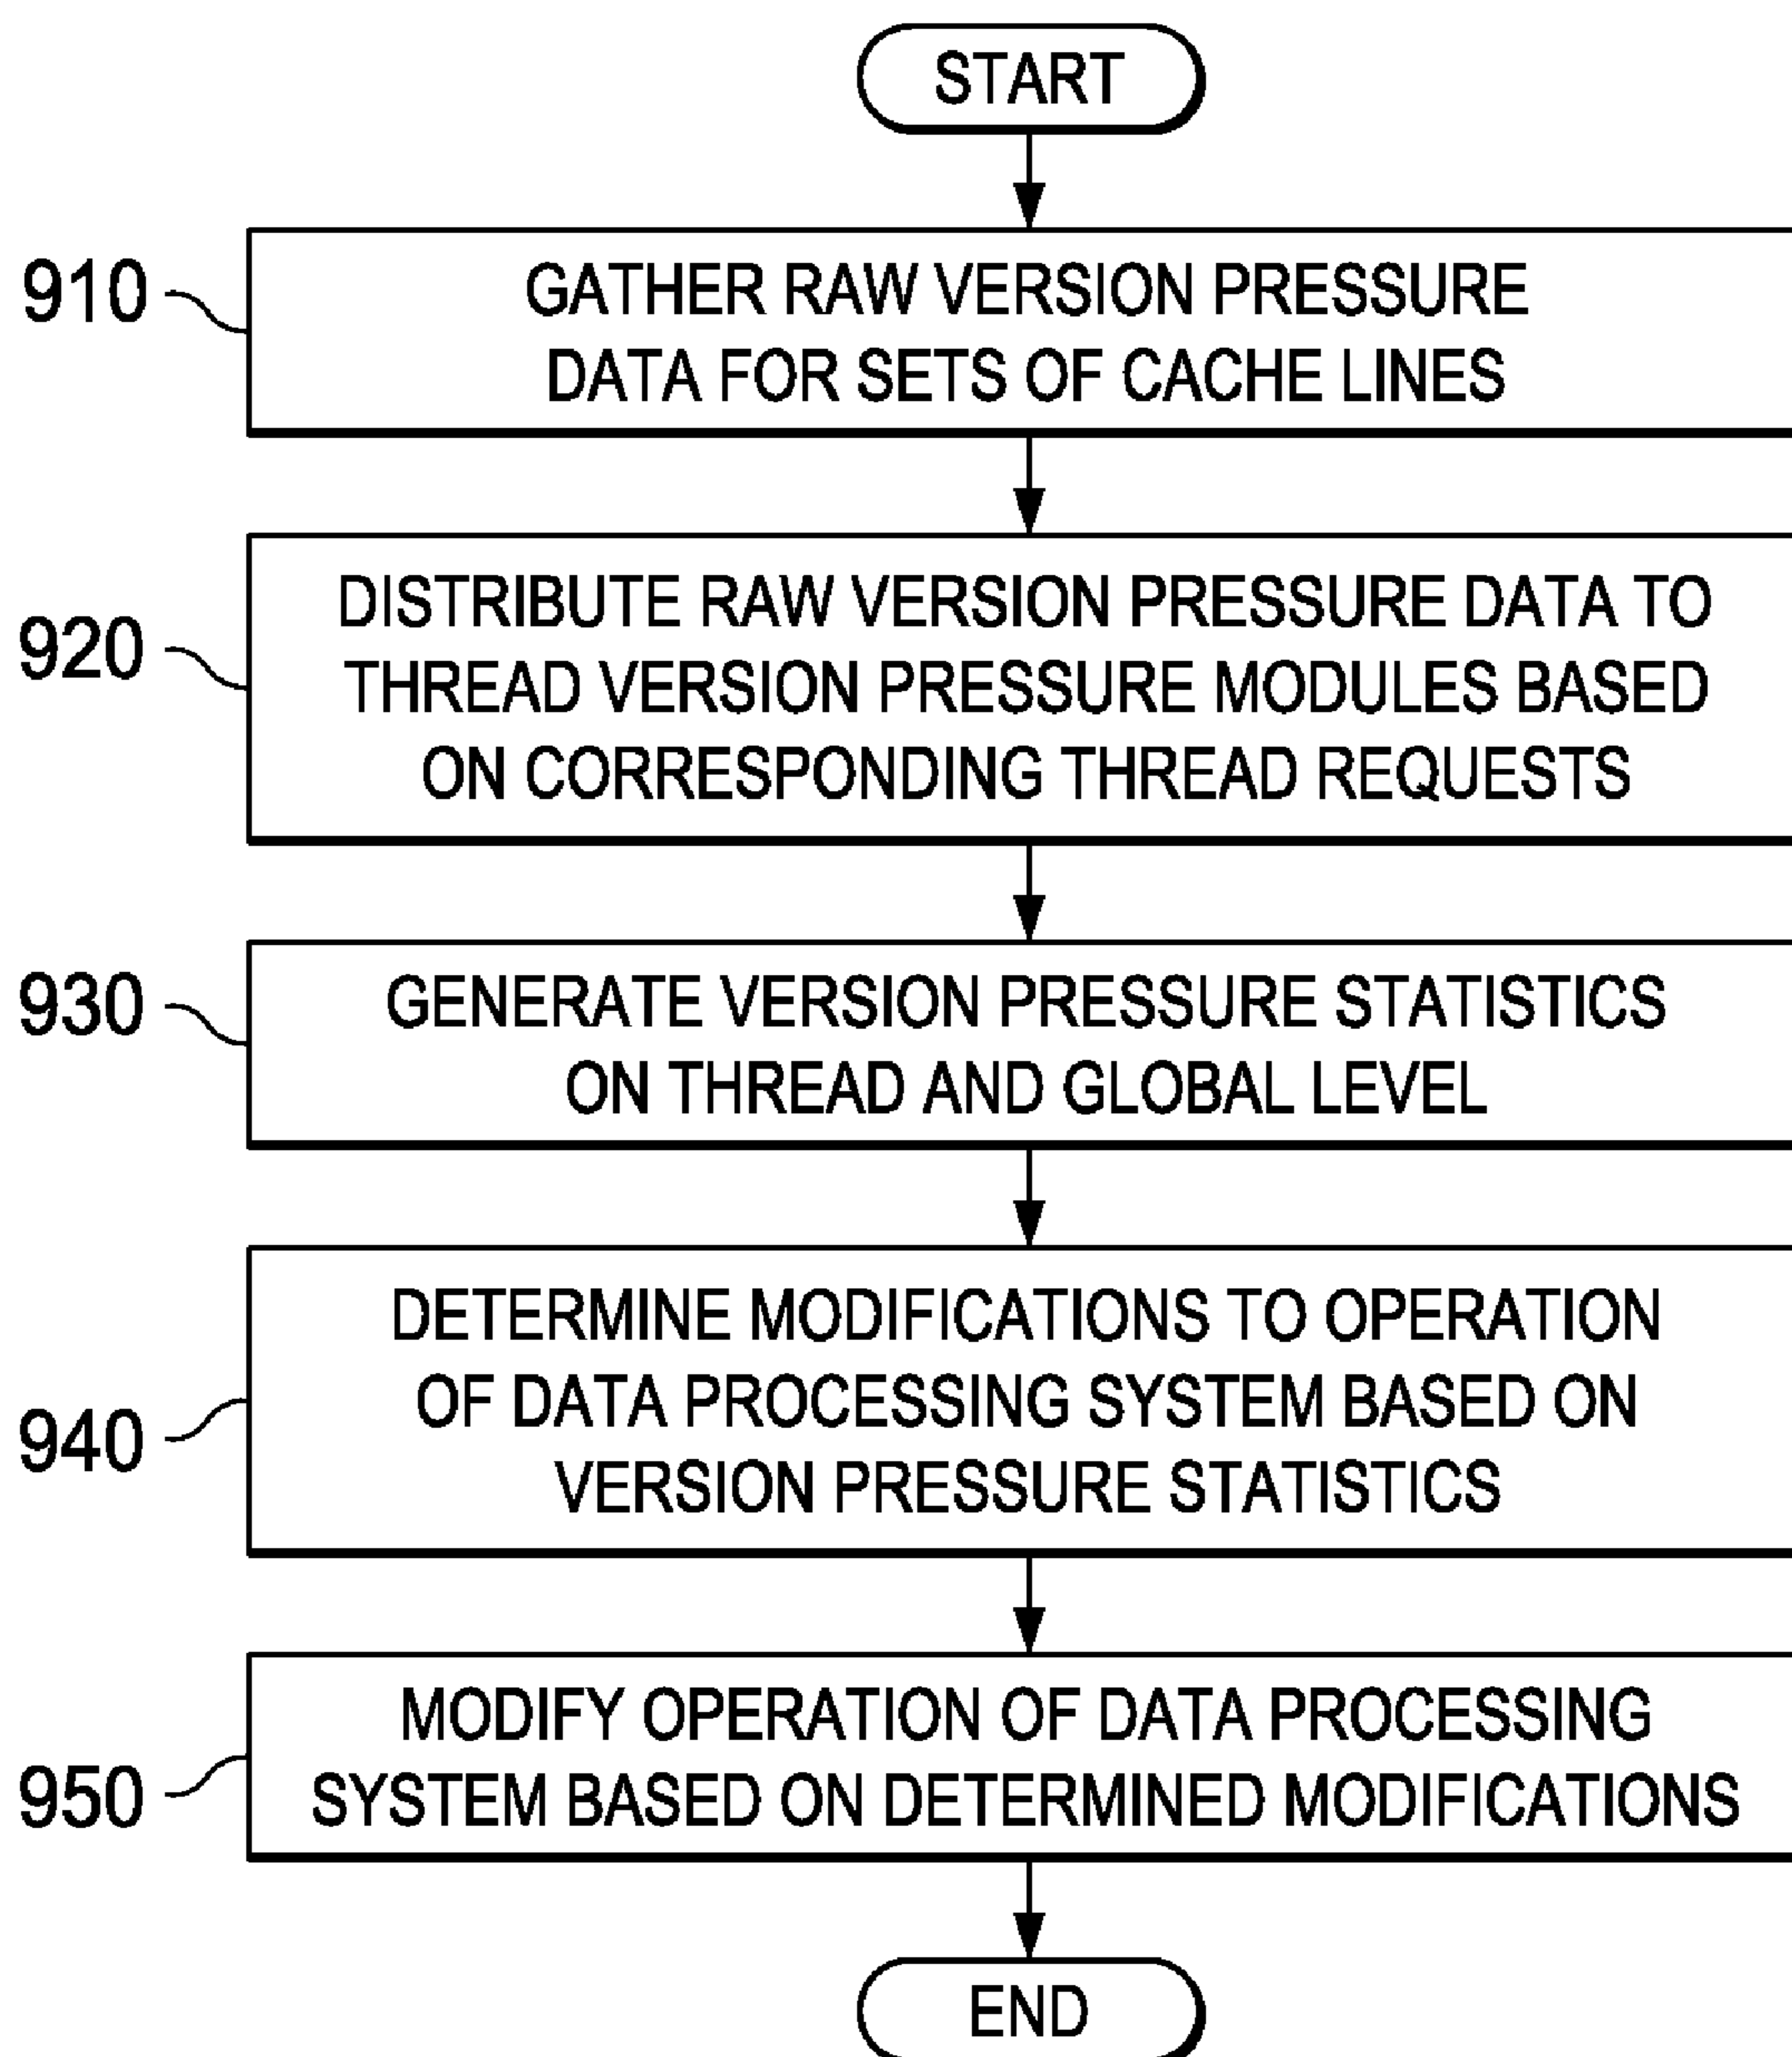 START
910
GATHER RAW VERSION PRESSURE
DATA FOR SETS OF CACHE LINES
920
DISTRIBUTE RAW VERSION PRESSURE DATA TO
THREAD VERSION PRESSURE MODULES BASED
ON CORRESPONDING THREAD REQUESTS
930
GENERATE VERSION PRESSURE STATISTICS
ON THREAD AND GLOBAL LEVEL
940
DETERMINE MODIFICATIONS TO OPERATION
OF DATA PROCESSING SYSTEM BASED ON
VERSION PRESSURE STATISTICS
950
MODIFY OPERATION OF DATA PROCESSING
SYSTEM BASED ON DETERMINED MODIFICATIONS
END